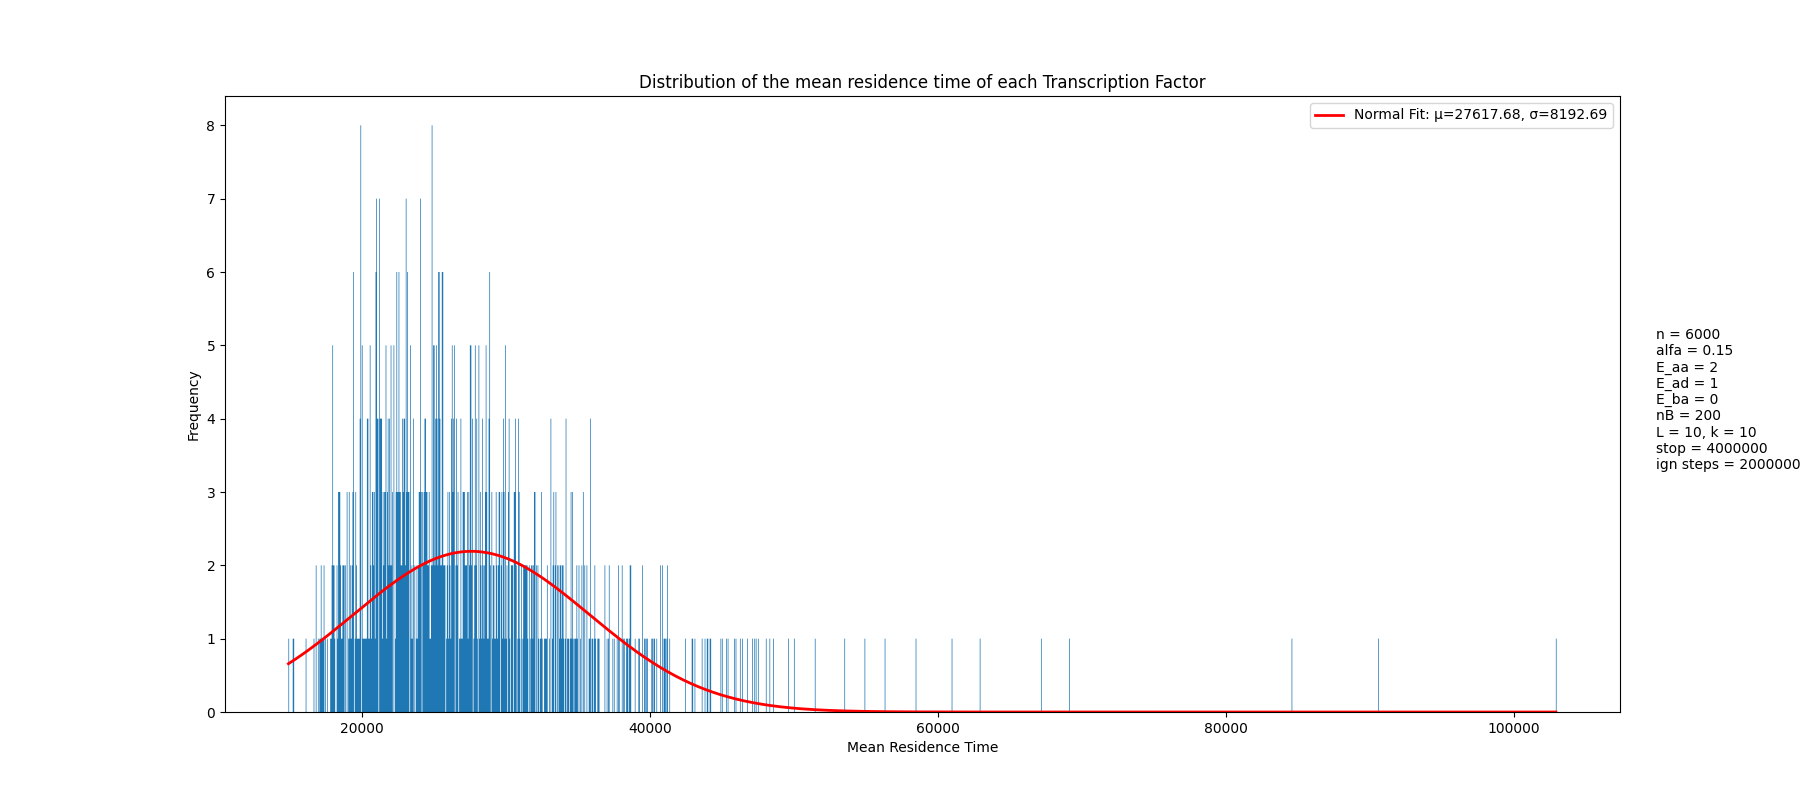 Distribution of the mean residence time of each Transcription Factor
Normal Fit: μ=27617.68, σ=8192.69
8
7
6
5
4
3
2
1
0
Frequency
20000
40000
60000
80000
100000
Mean Residence Time
n = 6000
alfa = 0.15
E_aa = 2
E_ad = 1
E_ba = 0
nB = 200
L = 10, k = 10
stop = 4000000
ign steps = 2000000